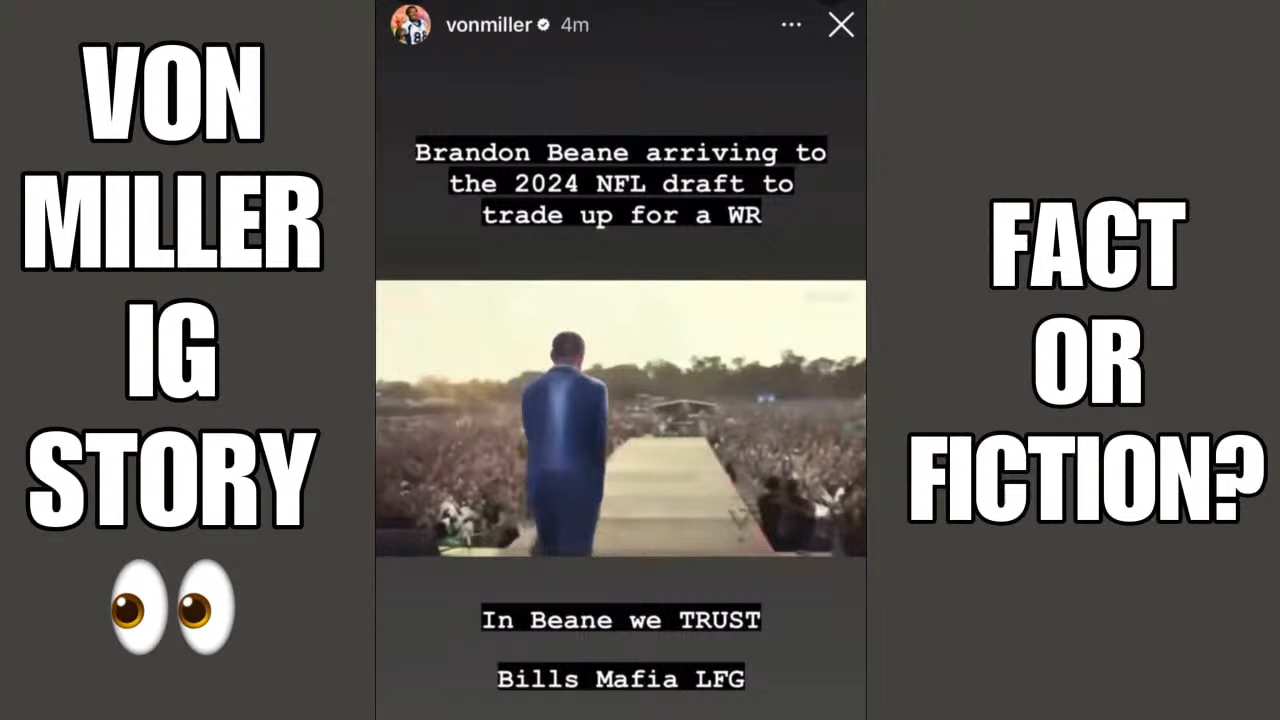 VON
MILLER
IG
STORY
vonmiller 4m
Brandon Beane arriving to
the 2024 NFL draft to
trade up for a WR
In Beane we TRUST
Bills Mafia LFG
FACT
OR
FICTION?